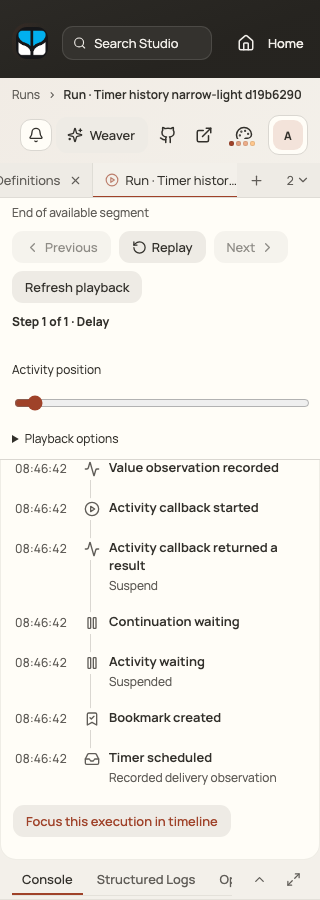 Search Studio
Home
Runs > Run · Timer history narrow-light d19b6290
Weaver
A
Definitions
Run · Timer histor...
2
End of available segment
Previous
Replay
Next
Refresh playback
Step 1 of 1 · Delay
Activity position
Playback options
08:46:42 Value observation recorded
08:46:42 Activity callback started
08:46:42 Activity callback returned a
result
Suspend
08:46:42 Continuation waiting
08:46:42 Activity waiting
Suspended
08:46:42 Bookmark created
08:46:42 Timer scheduled
Recorded delivery observation
Focus this execution in timeline
Console
Structured Logs